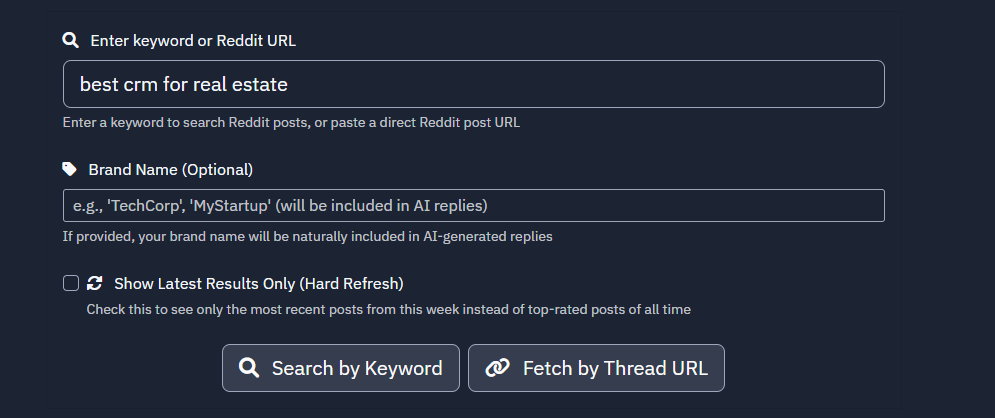 Enter keyword or Reddit URL
best crm for real estate
Enter a keyword to search Reddit posts, or paste a direct Reddit post URL
Brand Name (Optional)
e.g., 'TechCorp', 'MyStartup' (will be included in AI replies)
If provided, your brand name will be naturally included in AI-generated replies
Show Latest Results Only (Hard Refresh)
Check this to see only the most recent posts from this week instead of top-rated posts of all time
Search by Keyword
Fetch by Thread URL